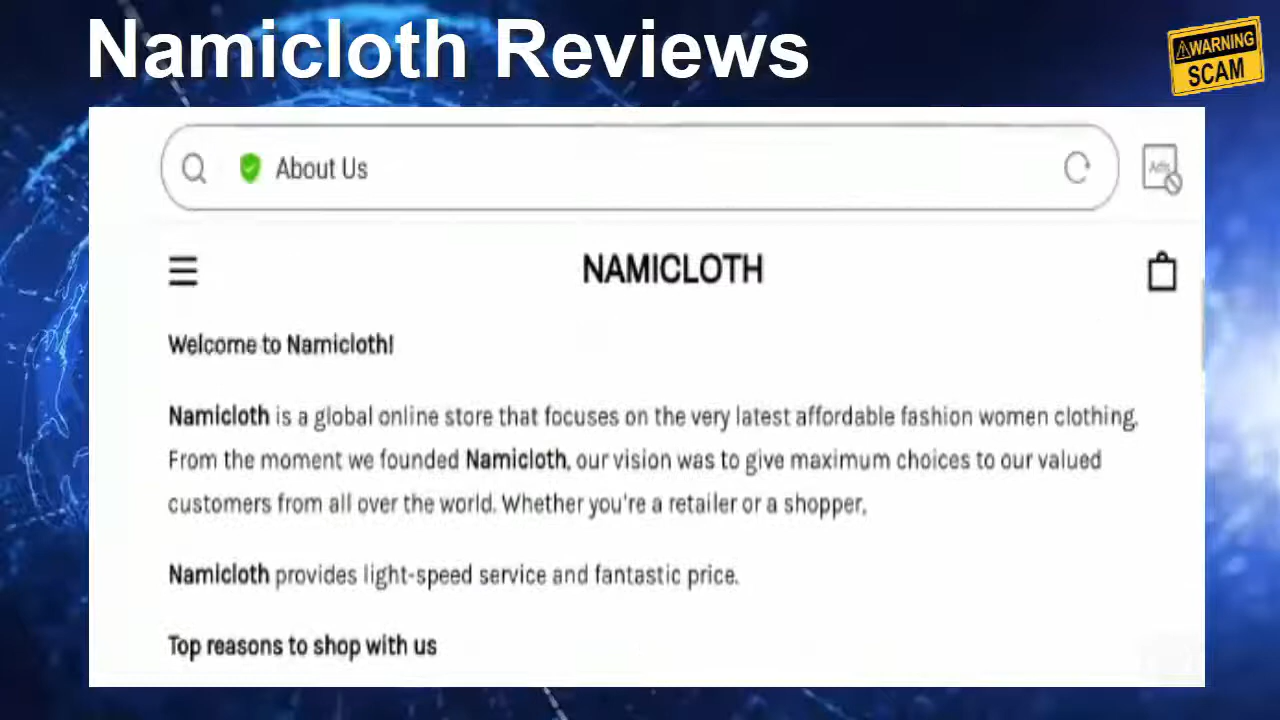 Namicloth Reviews
WARNING
SCAM
About Us
NAMICLOTH
Welcome to Namicloth!
Namicloth is a global online store that focuses on the very latest affordable fashion women clothing.
From the moment we founded Namicloth, our vision was to give maximum choices to our valued
customers from all over the world. Whether you're a retailer or a shopper,
Namicloth provides light-speed service and fantastic price.
Top reasons to shop with us